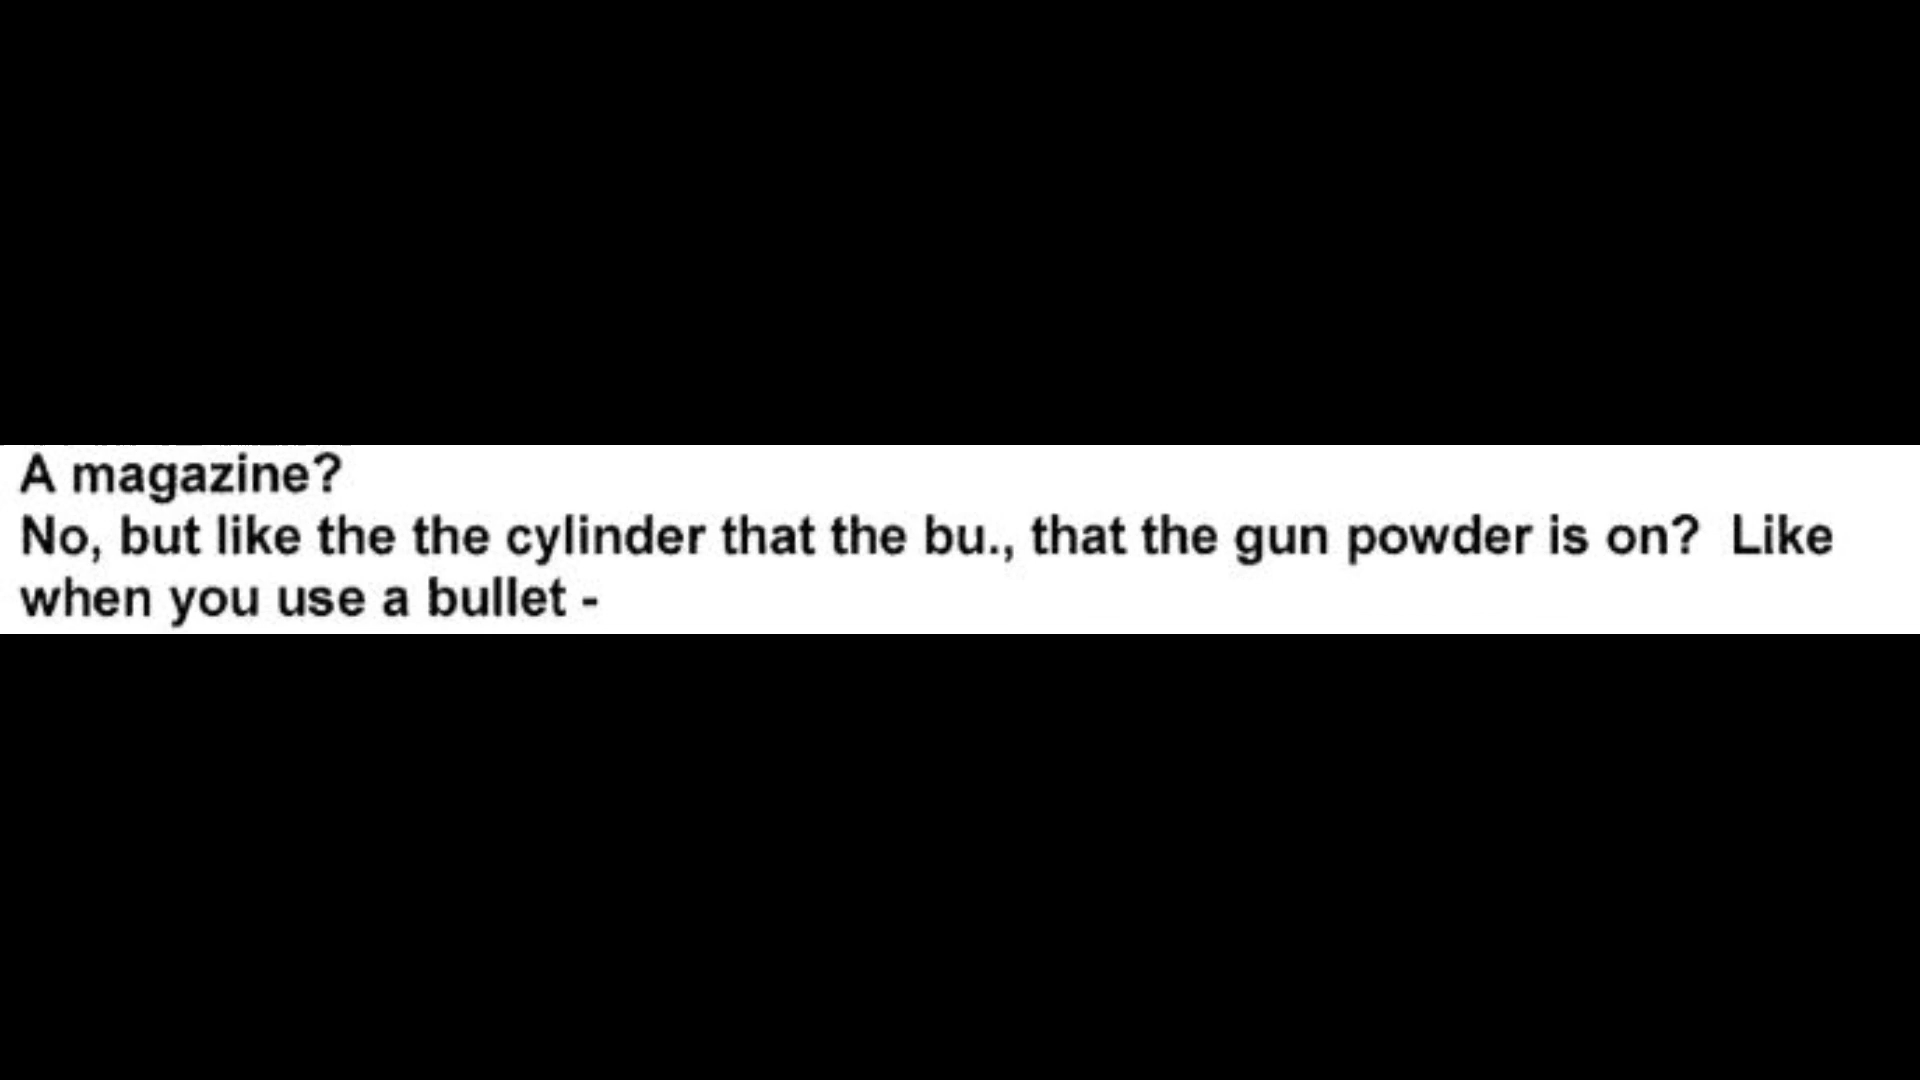 A magazine?
No, but like the the cylinder that the bu., that the gun powder is on?  Like
when you use a bullet -